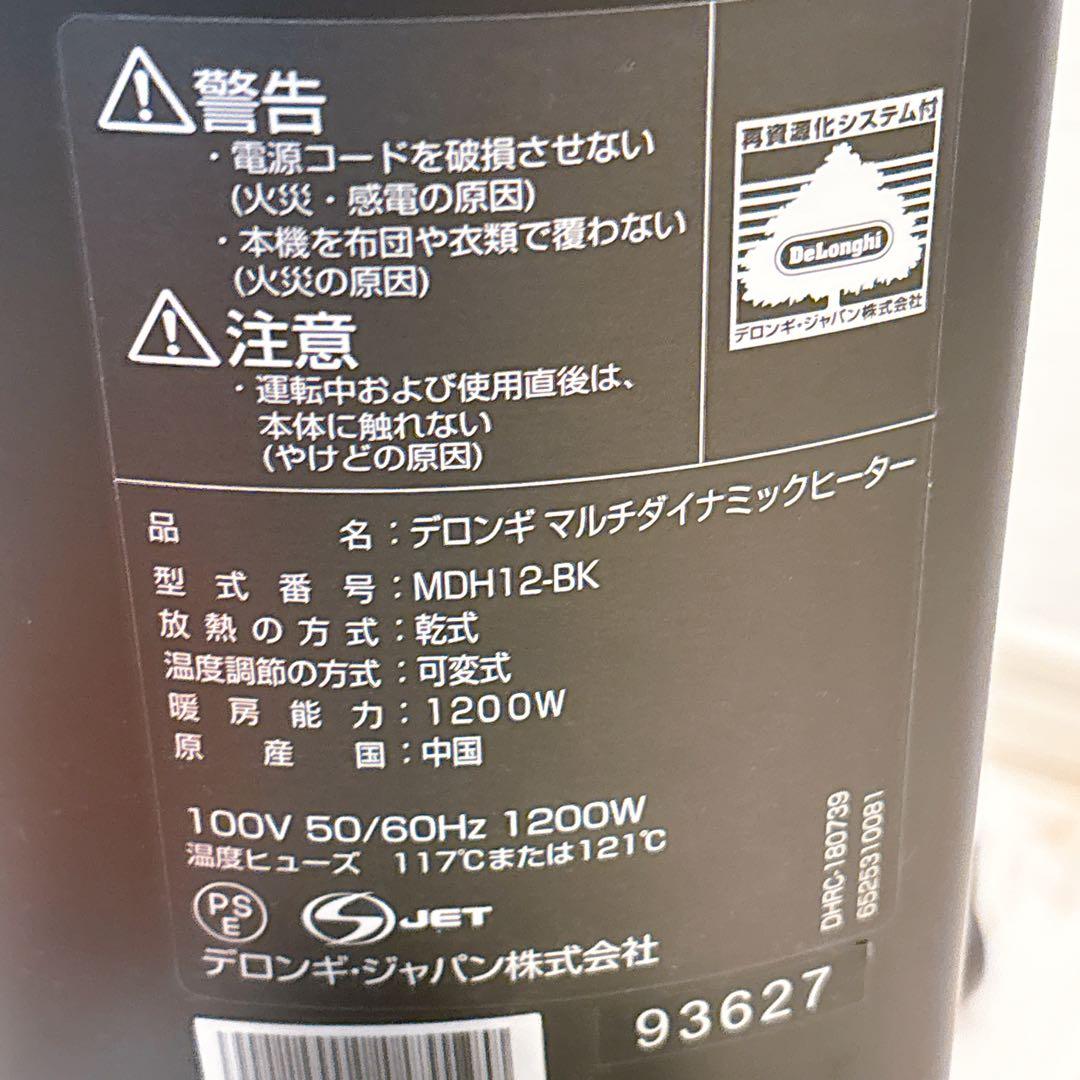 警告
・電源コードを破損させない
(火災・感電の原因)
・本機を布団や衣類で覆わない
(火災の原因)
注意
・運転中および使用直後は、
本体に触れない
(やけどの原因)
再資源化システム付
DeLonghi
デロンギ・ジャパン株式会社
品名：デロンギ マルチダイナミックヒーター
型式番号：MDH12-BK
放熱の方式：乾式
温度調節の方式：可変式
暖房能力：1200W
原産国：中国
100V 50/60Hz 1200W
温度ヒューズ 117℃または121℃
PSE
JET
デロンギ・ジャパン株式会社
DHRC-180739
6525310081
93627